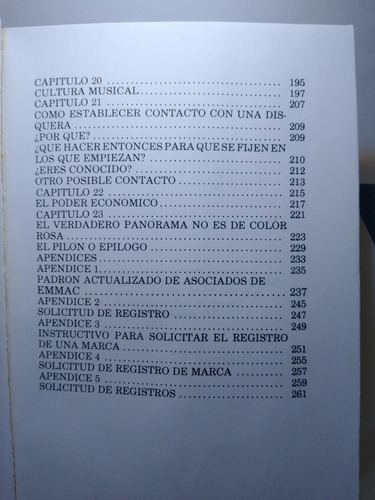 CAPITULO 20 ........................ 195
CULTURA MUSICAL .................... 197
CAPITULO 21 ........................ 207
COMO ESTABLECER CONTACTO CON UNA DIS-
QUERA .............................. 209
¿POR QUE? .......................... 209
¿QUE HACER ENTONCES PARA QUE SE FIJEN EN
LOS QUE EMPIEZAN? .................. 210
¿ERES CONOCIDO? .................... 212
OTRO POSIBLE CONTACTO .............. 213
CAPITULO 22 ........................ 215
EL PODER ECONOMICO ................. 217
CAPITULO 23 ........................ 221
EL VERDADERO PANORAMA NO ES DE COLOR
ROSA ............................... 223
EL PILON O EPILOGO ................. 229
APENDICES .......................... 233
APENDICE 1 ......................... 235
PADRON ACTUALIZADO DE ASOCIADOS DE
EMMAC .............................. 237
APENDICE 2 ......................... 245
SOLICITUD DE REGISTRO .............. 247
APENDICE 3 ......................... 249
INSTRUCTIVO PARA SOLICITAR EL REGISTRO
DE UNA MARCA ....................... 251
APENDICE 4 ......................... 255
SOLICITUD DE REGISTRO DE MARCA ..... 257
APENDICE 5 ......................... 259
SOLICITUD DE REGISTROS ............. 261